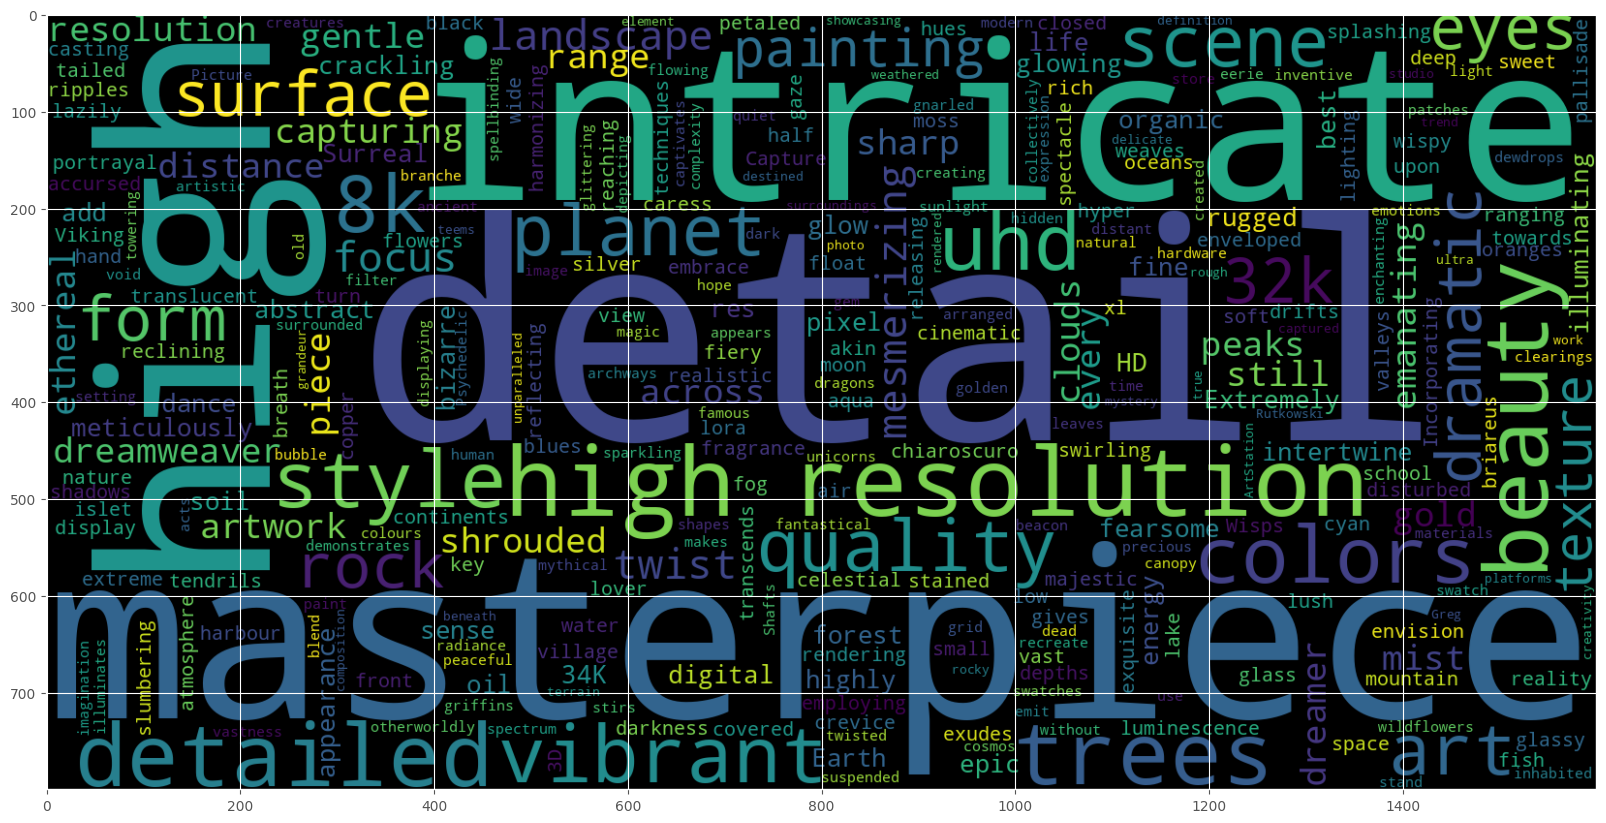 0
100
200
300
400
500
600
700
0 200 400 600 800 1000 1200 1400
resolution creatures black landscape element petaled showcasing modern closed definition splashing eyes
casting gentle painting hues life scene
tailed Picture crackling range flowing weathered glowing store eerie inventive deep light studio sweet
ripples surface spellbinding wide harmonizing techniques complexity gaze gnarled rich patches pallisade
lazily capturing glittering reaching depicting captivates quiet half moss organic best trend
high intricate
portrayal distance Surreal Capture sharp collectively expression spectacle delicate weaves oceans lighting wispy dewdrops
accursed artistic branche destined creating created upon
add towering 8k ancient caress surroundings sunlight hidden hyper rugged emotions ranging illuminating
Viking old flowers teems planet dark glow uhd distant enveloped towards
hand focus photo rendered natural hardware ultra oranges
void filter image silver embrace float fine rough
ethereal translucent turn hope gem releasing 32k enchanting emanating dramatic
form abstract view res arranged xl soft drifts
surrounded magic appears pixel mesmerizing cinematic clouds every captured
reclining grandeur piece displaying bizarre Psychedelic fiery akin HD peaks valleys work
archways realistic moon true still clearings
setting dance breath unparalleled reflecting across dragons golden time beauty texture
meticulously copper detail famous aqua mystery Extremely Rutkowski Incorporating
lora leaves
dreamweaver bubble human blues sparkling fragrance unicorns chiaroscuro swirling ArtStation intertwine briareus
nature style high resolution school
shadows soil fog air disturbed
islet acts continents shapes fantastical beacon fearsome Wisps cyan gold
display artwork colours demonstrates shrouded makes precious materials
rock key mythical twist transcends quality canopy colors
extreme tendrils lover celestial stained majestic platforms
masterpiece
paint beneath Shafts low energy swatch
atmosphere harbour blend composition sense water forest grid gives lush Greg creativity
imagination illuminates slumbering radiance village rendering small dead recreate exquisite lake envision
peaceful rocky vast mist
appearance front oil 34K digital highly depths glass mountain reality
griffins terrain employing swatches use dreamer
vastness otherworldly stirs crevice emit
spectrum darkness covered twisted exudes without luminescence wildflowers
detailed vibrant Earth cosmos trees space art glassy
3D suspended epic fish
stand inhabited